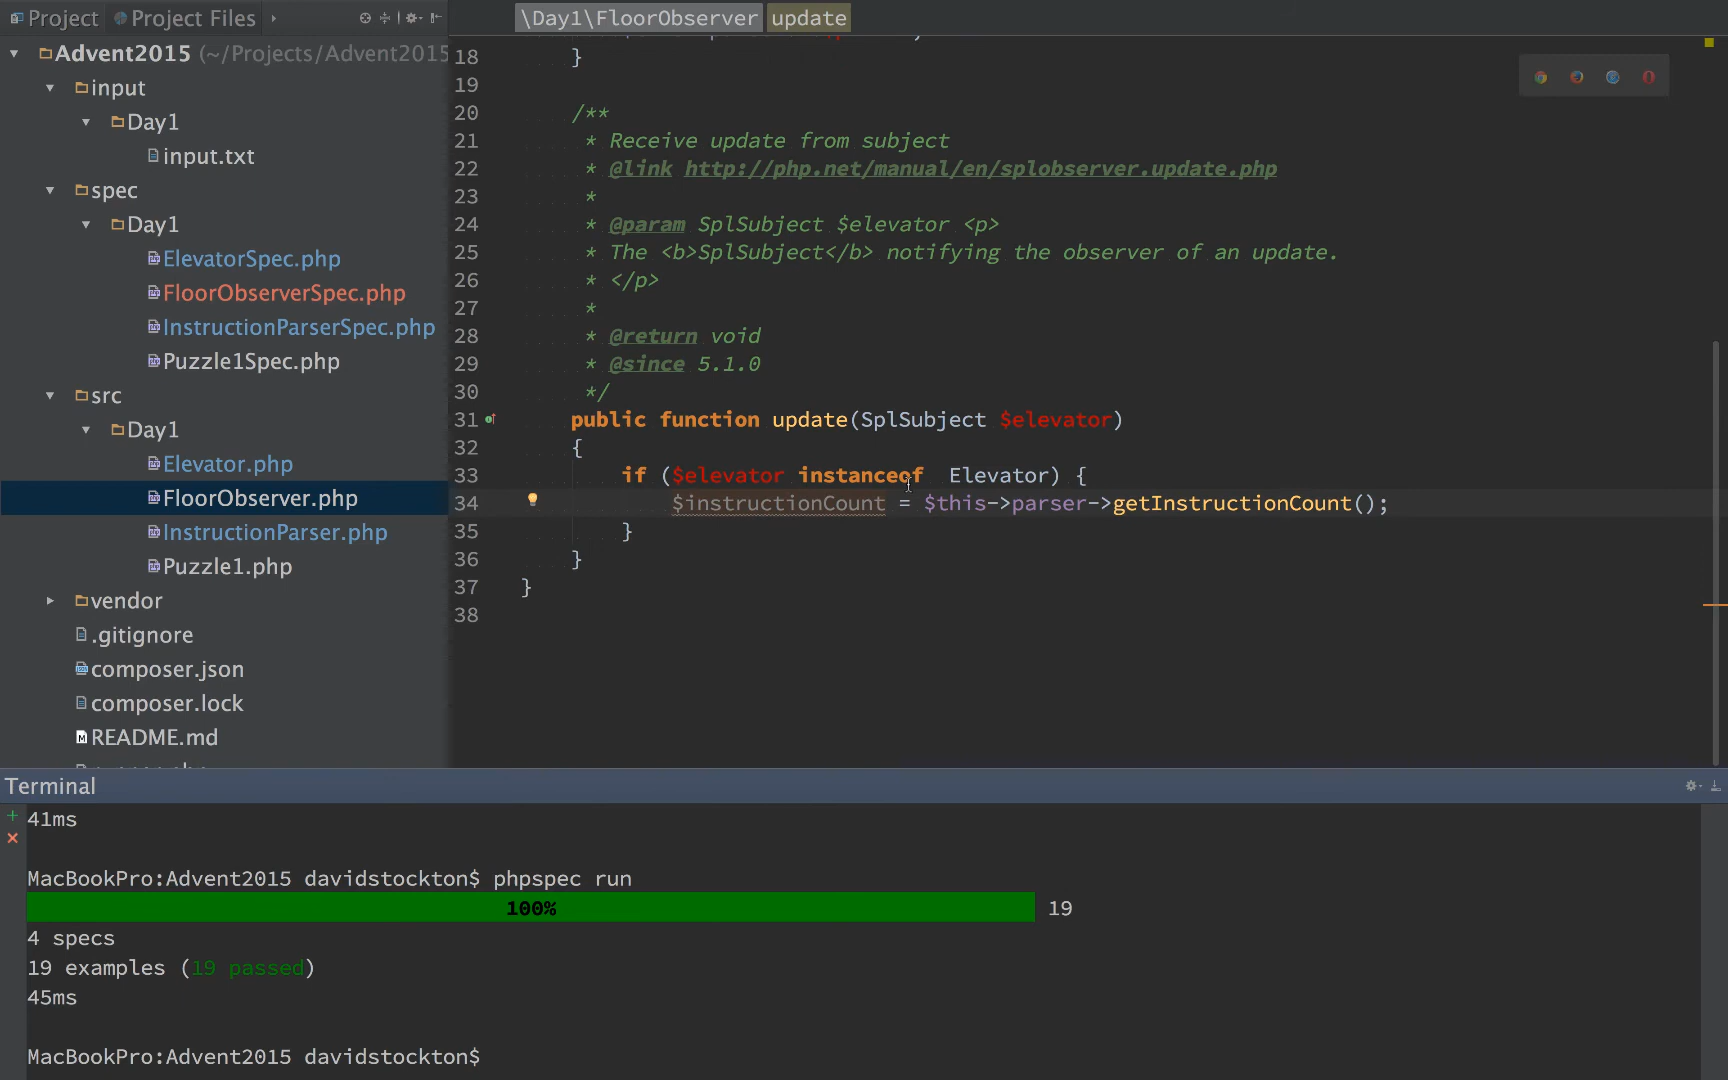 Project Project Files
\Day1\FloorObserver update
Advent2015 (~/Projects/Advent2015
input
Day1
input.txt
spec
Day1
ElevatorSpec.php
FloorObserverSpec.php
InstructionParserSpec.php
Puzzle1Spec.php
src
Day1
Elevator.php
FloorObserver.php
InstructionParser.php
Puzzle1.php
vendor
.gitignore
composer.json
composer.lock
README.md
18 }
19
20 /**
21 * Receive update from subject
22 * @link http://php.net/manual/en/splobserver.update.php
23 *
24 * @param SplSubject $elevator <p>
25 * The <b>SplSubject</b> notifying the observer of an update.
26 * </p>
27 *
28 * @return void
29 * @since 5.1.0
30 */
31 public function update(SplSubject $elevator)
32 {
33 if ($elevator instanceof  Elevator) {
34 $instructionCount = $this->parser->getInstructionCount();
35 }
36 }
37 }
38
Terminal
41ms
MacBookPro:Advent2015 davidstockton$ phpspec run
100% 19
4 specs
19 examples (19 passed)
45ms
MacBookPro:Advent2015 davidstockton$